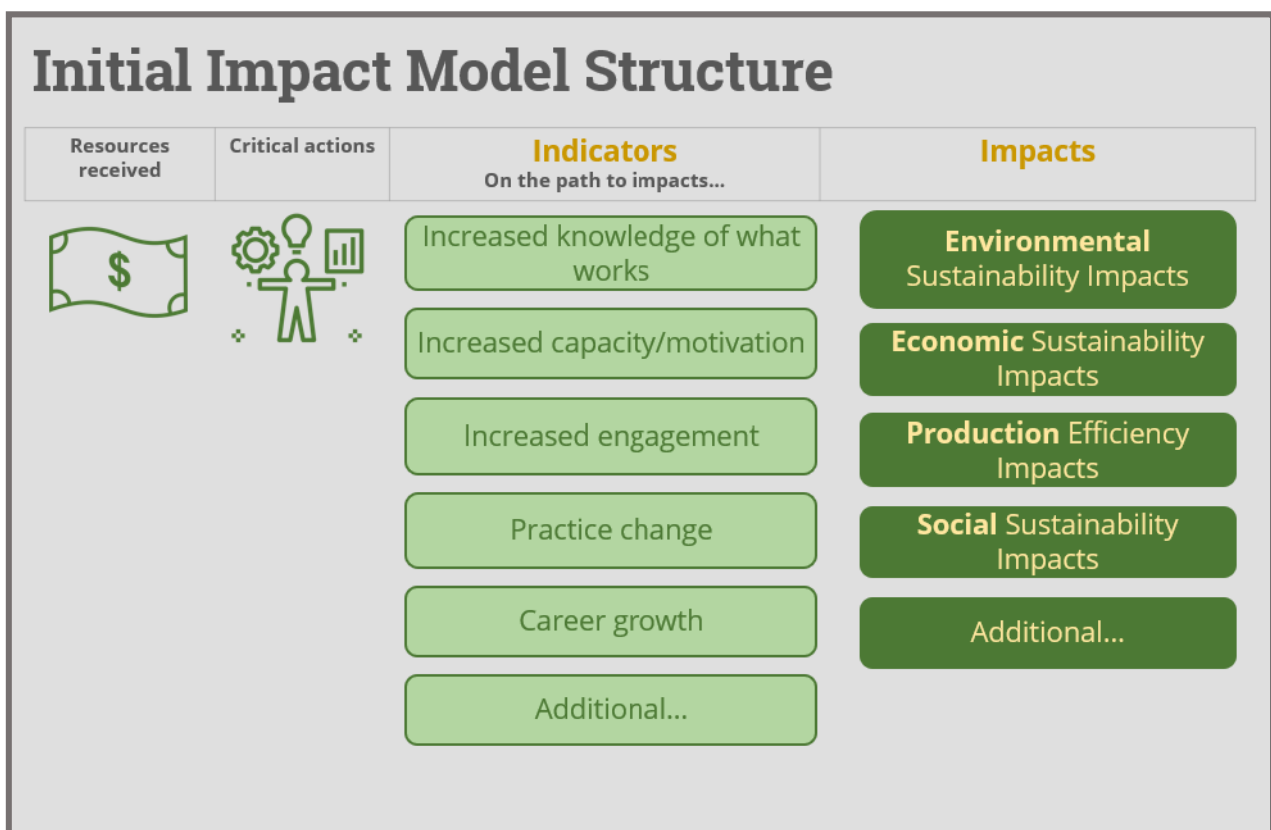 Initial Impact Model Structure
Resources
received
Critical actions
Indicators
On the path to impacts...
Impacts
$
Increased knowledge of what
works
Increased capacity/motivation
Increased engagement
Practice change
Career growth
Additional...
Environmental
Sustainability Impacts
Economic Sustainability
Impacts
Production Efficiency
Impacts
Social Sustainability
Impacts
Additional...